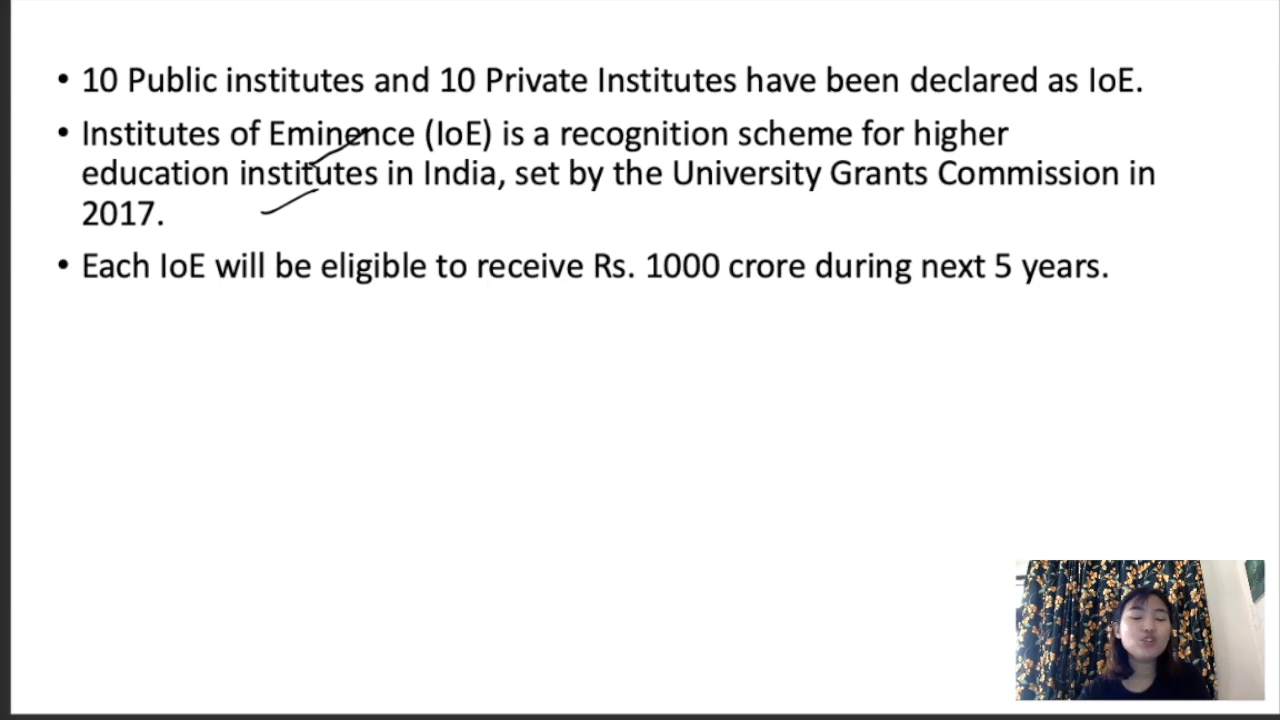 • 10 Public institutes and 10 Private Institutes have been declared as IoE.
• Institutes of Eminence (IoE) is a recognition scheme for higher
education institutes in India, set by the University Grants Commission in
2017.
• Each IoE will be eligible to receive Rs. 1000 crore during next 5 years.